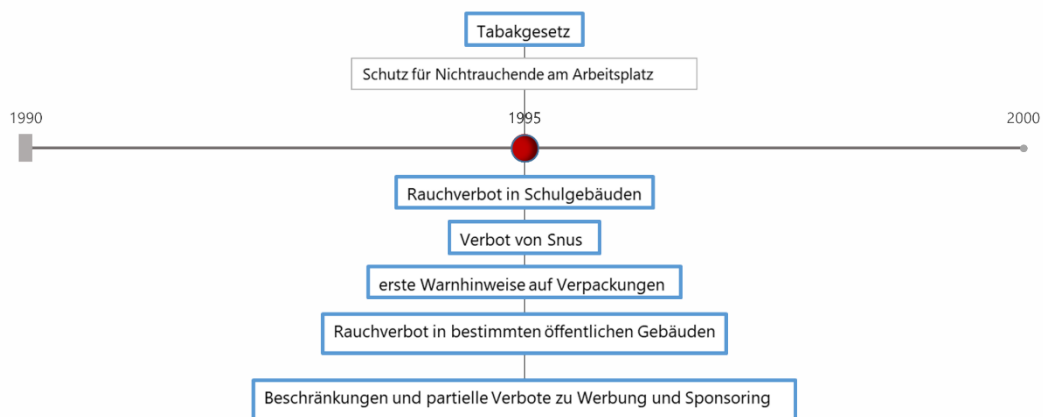 Tabakgesetz
Schutz für Nichtrauchende am Arbeitsplatz
1990
1995
2000
Rauchverbot in Schulgebäuden
Verbot von Snus
erste Warnhinweise auf Verpackungen
Rauchverbot in bestimmten öffentlichen Gebäuden
Beschränkungen und partielle Verbote zu Werbung und Sponsoring